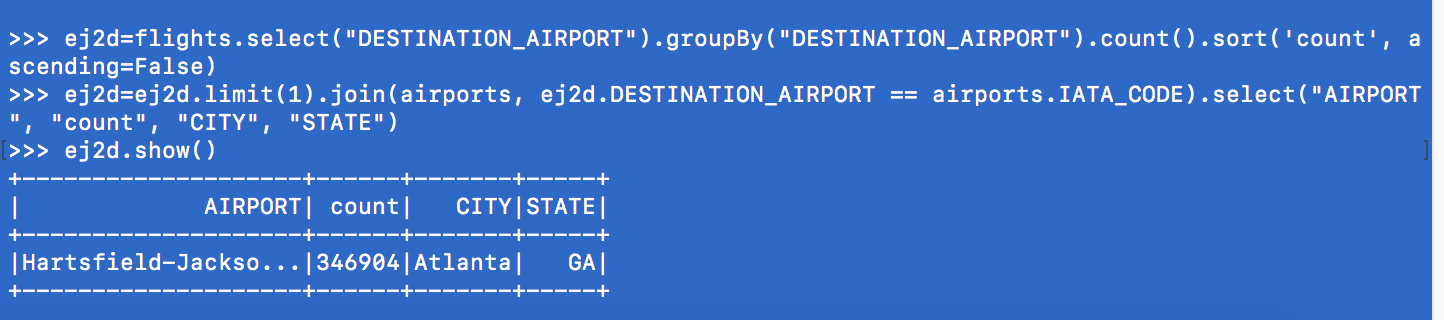 >>> ej2d=flights.select("DESTINATION_AIRPORT").groupBy("DESTINATION_AIRPORT").count().sort('count', a
scending=False)
>>> ej2d=ej2d.limit(1).join(airports, ej2d.DESTINATION_AIRPORT == airports.IATA_CODE).select("AIRPORT
", "count", "CITY", "STATE")
[>>> ej2d.show() ]
+--------------------+------+-------+-----+
|             AIRPORT| count|   CITY|STATE|
+--------------------+------+-------+-----+
|Hartsfield-Jackso...|346904|Atlanta|   GA|
+--------------------+------+-------+-----+